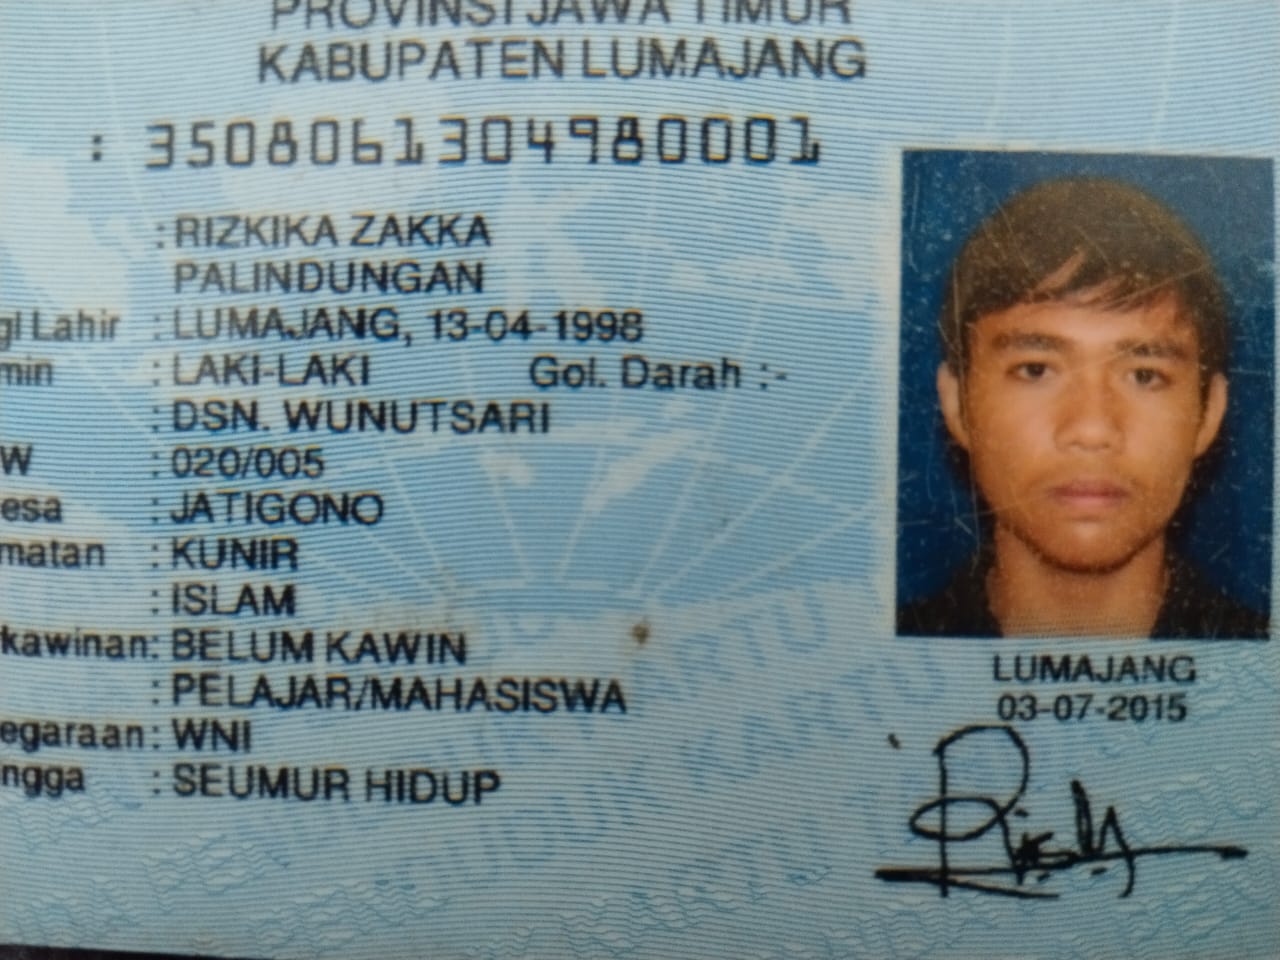 PROVINSI JAWA TIMUR
KABUPATEN LUMAJANG
: 3508061304980001
: RIZKIKA ZAKKA
PALINDUNGAN
gl Lahir : LUMAJANG, 13-04-1998
min : LAKI-LAKI Gol. Darah : -
: DSN. WUNUTSARI
W : 020/005
esa : JATIGONO
matan : KUNIR
: ISLAM
kawinan: BELUM KAWIN
: PELAJAR/MAHASISWA
egaraan: WNI
ngga : SEUMUR HIDUP
LUMAJANG
03-07-2015